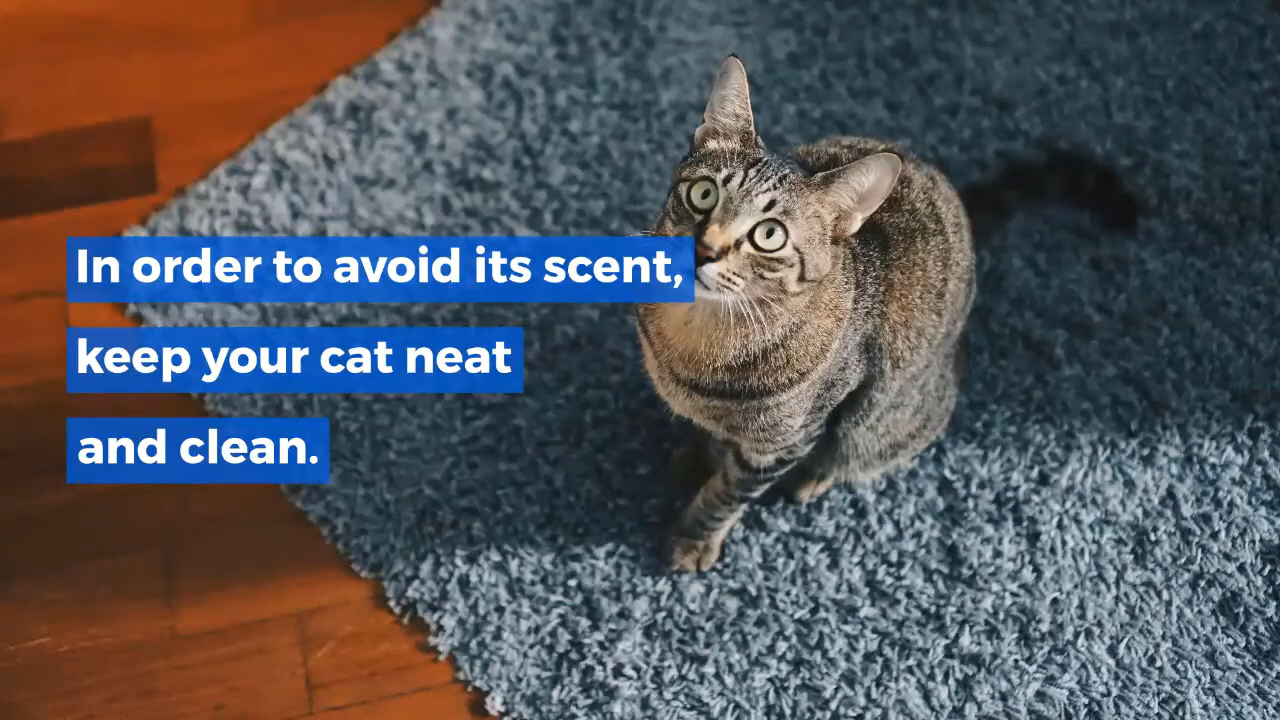 In order to avoid its scent,
keep your cat neat
and clean.